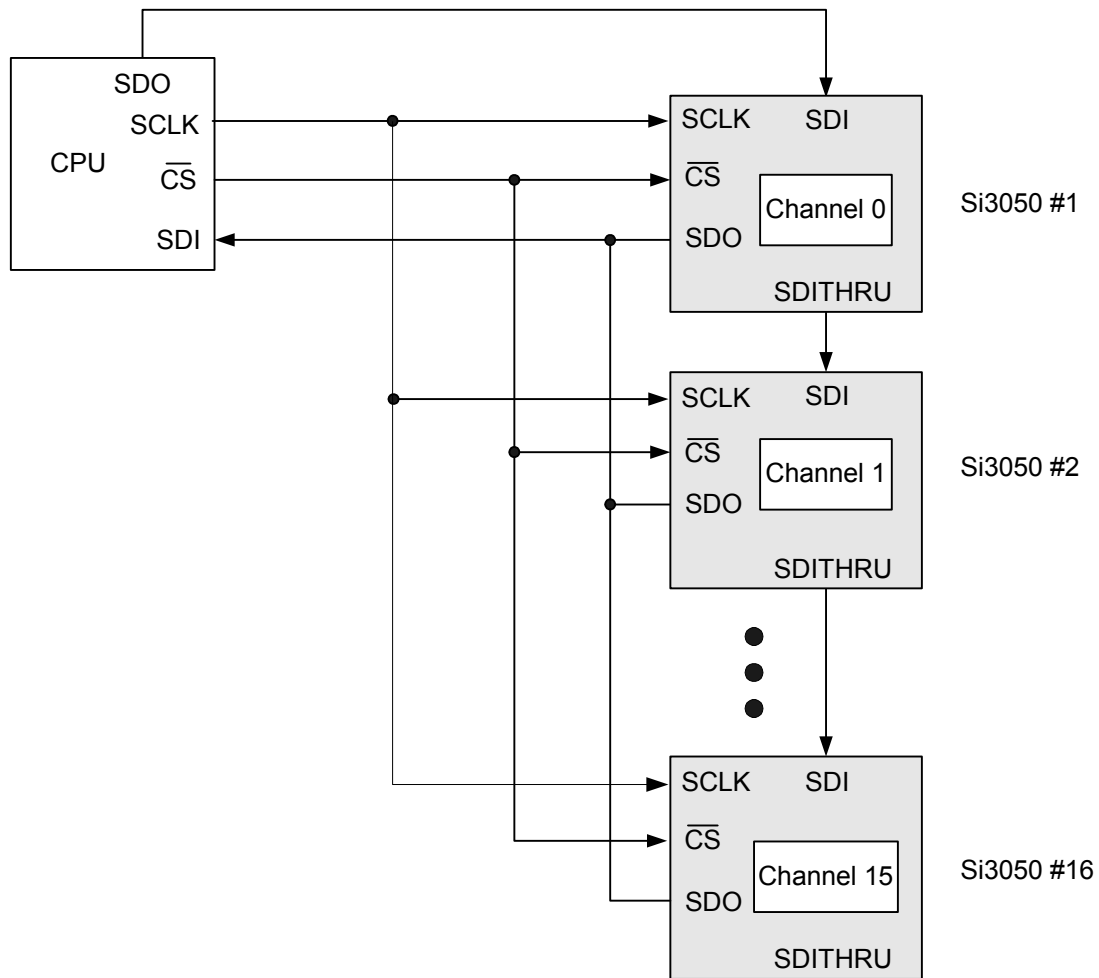 SDO
SCLK
CPU
CS
SDI
SCLK
SDI
CS
Channel 0
SDO
SDITHRU
Si3050 #1
SCLK
SDI
CS
Channel 1
SDO
SDITHRU
Si3050 #2
SCLK
SDI
CS
Channel 15
SDO
SDITHRU
Si3050 #16